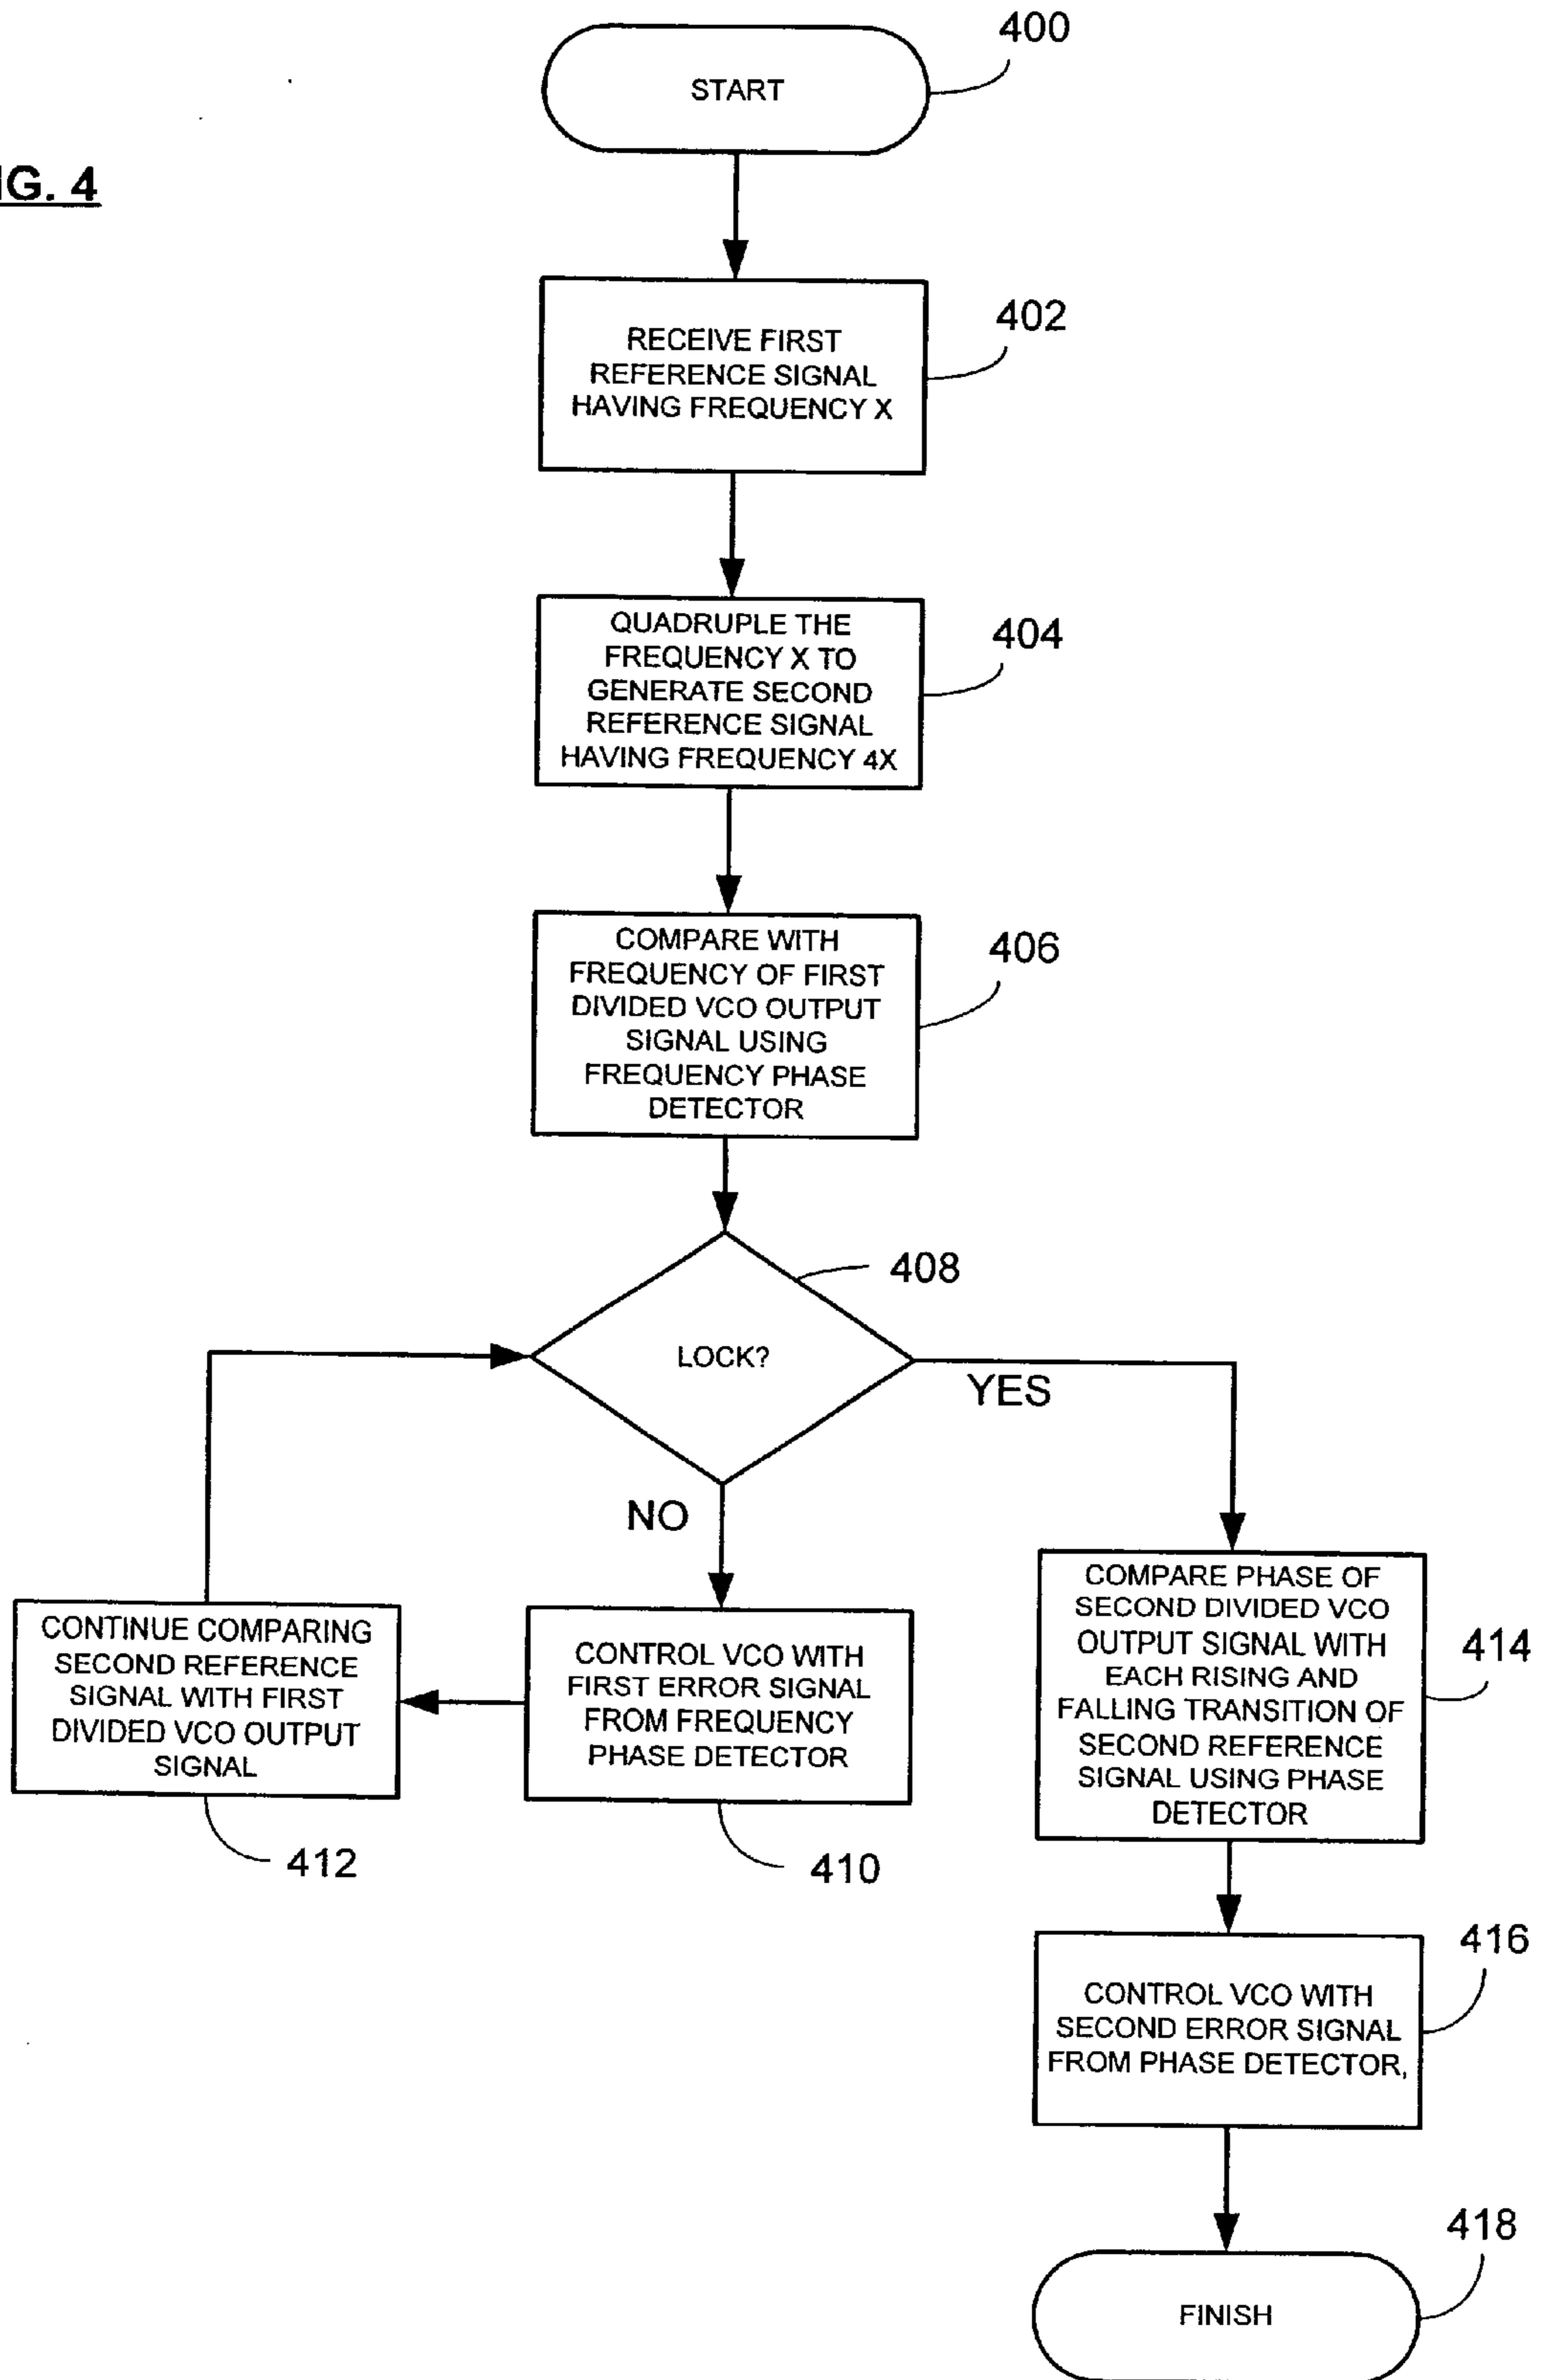 400
START
IG. 4
402
RECEIVE FIRST
REFERENCE SIGNAL
HAVING FREQUENCY X
404
QUADRUPLE THE
FREQUENCY X TO
GENERATE SECOND
REFERENCE SIGNAL
HAVING FREQUENCY 4X
406
COMPARE WITH
FREQUENCY OF FIRST
DIVIDED VCO OUTPUT
SIGNAL USING
FREQUENCY PHASE
DETECTOR
408
LOCK?
YES
NO
CONTINUE COMPARING
SECOND REFERENCE
SIGNAL WITH FIRST
DIVIDED VCO OUTPUT
SIGNAL
412
CONTROL VCO WITH
FIRST ERROR SIGNAL
FROM FREQUENCY
PHASE DETECTOR
410
COMPARE PHASE OF
SECOND DIVIDED VCO
OUTPUT SIGNAL WITH
EACH RISING AND
FALLING TRANSITION OF
SECOND REFERENCE
SIGNAL USING PHASE
DETECTOR
414
416
CONTROL VCO WITH
SECOND ERROR SIGNAL
FROM PHASE DETECTOR,
418
FINISH